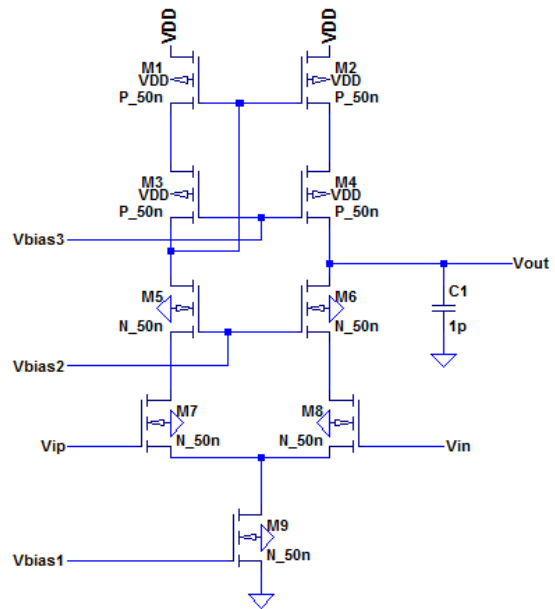 VDD VDD
M1 M2
VDD VDD
P_50n P_50n
M3 M4
VDD VDD
P_50n P_50n
Vbias3
Vout
M5 M6 C1
N_50n N_50n 1p
Vbias2
M7 M8
Vip N_50n N_50n Vin
M9
N_50n
Vbias1